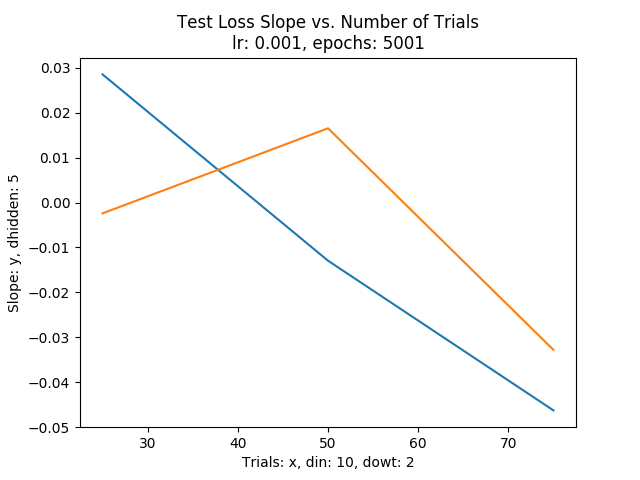 Test Loss Slope vs. Number of Trials
lr: 0.001, epochs: 5001
0.03
0.02
0.01
0.00
−0.01
−0.02
−0.03
−0.04
−0.05
Slope: y, dhidden: 5
30 40 50 60 70
Trials: x, din: 10, dowt: 2